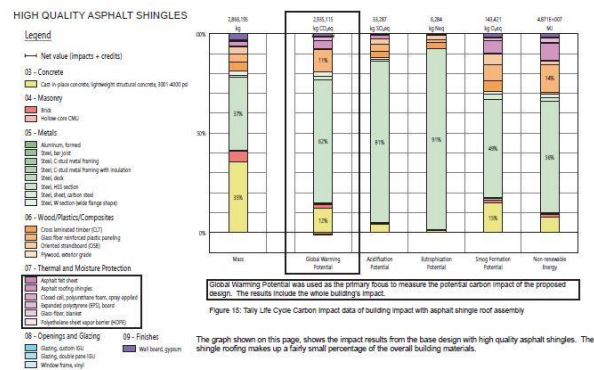 HIGH QUALITY ASPHALT SHINGLES
Legend
Net value (impacts + credits)
03 - Concrete
Cast-in-place concrete, lightweight structural concrete, 3001-4000 psi
04 - Masonry
Brick
Hollow-core CMU
05 - Metals
Aluminum, formed
Steel, bar joist
Steel, C-stud metal framing
Steel, C-stud metal framing with insulation
Steel, deck
Steel, HSS section
Steel, sheet, carbon steel
Steel, W section (wide flange shape)
06 - Wood/Plastics/Composites
Cross laminated timber (CLT)
Glass fiber reinforced plastic paneling
Oriented strandboard (OSB)
Plywood, exterior grade
07 - Thermal and Moisture Protection
Asphalt felt sheet
Asphalt roofing shingles
Closed cell, polyurethane foam, spray-applied
Expanded polystyrene (EPS), board
Glass-fiber, blanket
Polyethelene sheet vapor barrier (HDPE)
08 - Openings and Glazing
Glazing, custom IGU
Glazing, double pane IGU
Window frame, vinyl
09 - Finishes
Wall board, gypsum
2,866,195 kg
2,935,115 kg CO₂eq
33,287 kg SO₂eq
6,284 kg Neq
143,421 kg O₃eq
4.871E+007 MJ
100%
50%
0%
37%
35%
11%
62%
12%
81%
91%
49%
15%
14%
56%
Mass
Global Warming Potential
Acidification Potential
Eutrophication Potential
Smog Formation Potential
Non-renewable Energy
Global Warming Potential was used as the primary focus to measure the potential carbon impact of the proposed
design. The results include the whole building's impact.
Figure 15: Tally Life Cycle Carbon Impact data of building impact with asphalt shingle roof assembly
The graph shown on this page, shows the impact results from the base design with high quality asphalt shingles. The
shingle roofing makes up a fairly small percentage of the overall building materials.